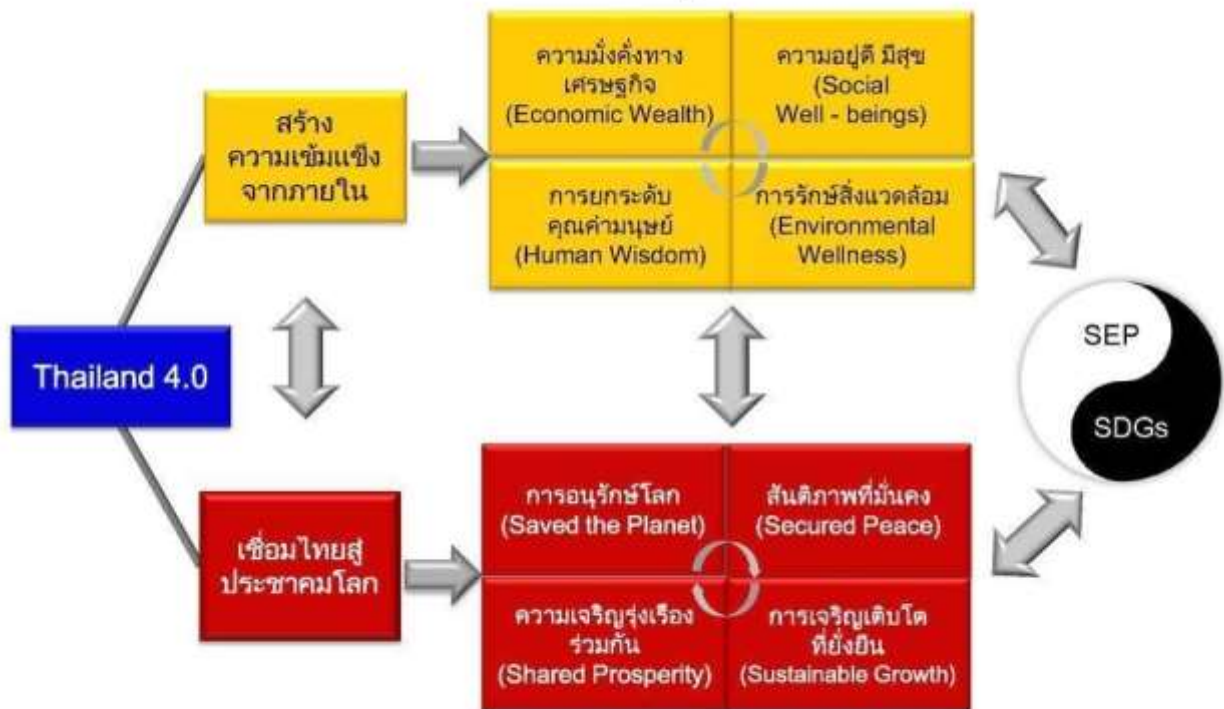 ความมั่งคั่งทาง
เศรษฐกิจ
(Economic Wealth)
ความอยู่ดี มีสุข
(Social
Well - beings)
สร้าง
ความเข้มแข็ง
จากภายใน
การยกระดับ
คุณค่ามนุษย์
(Human Wisdom)
การรักษ์สิ่งแวดล้อม
(Environmental
Wellness)
Thailand 4.0
SEP
SDGs
เชื่อมไทยสู่
ประชาคมโลก
การอนุรักษ์โลก
(Saved the Planet)
สันติภาพที่มั่นคง
(Secured Peace)
ความเจริญรุ่งเรือง
ร่วมกัน
(Shared Prosperity)
การเจริญเติบโต
ที่ยั่งยืน
(Sustainable Growth)